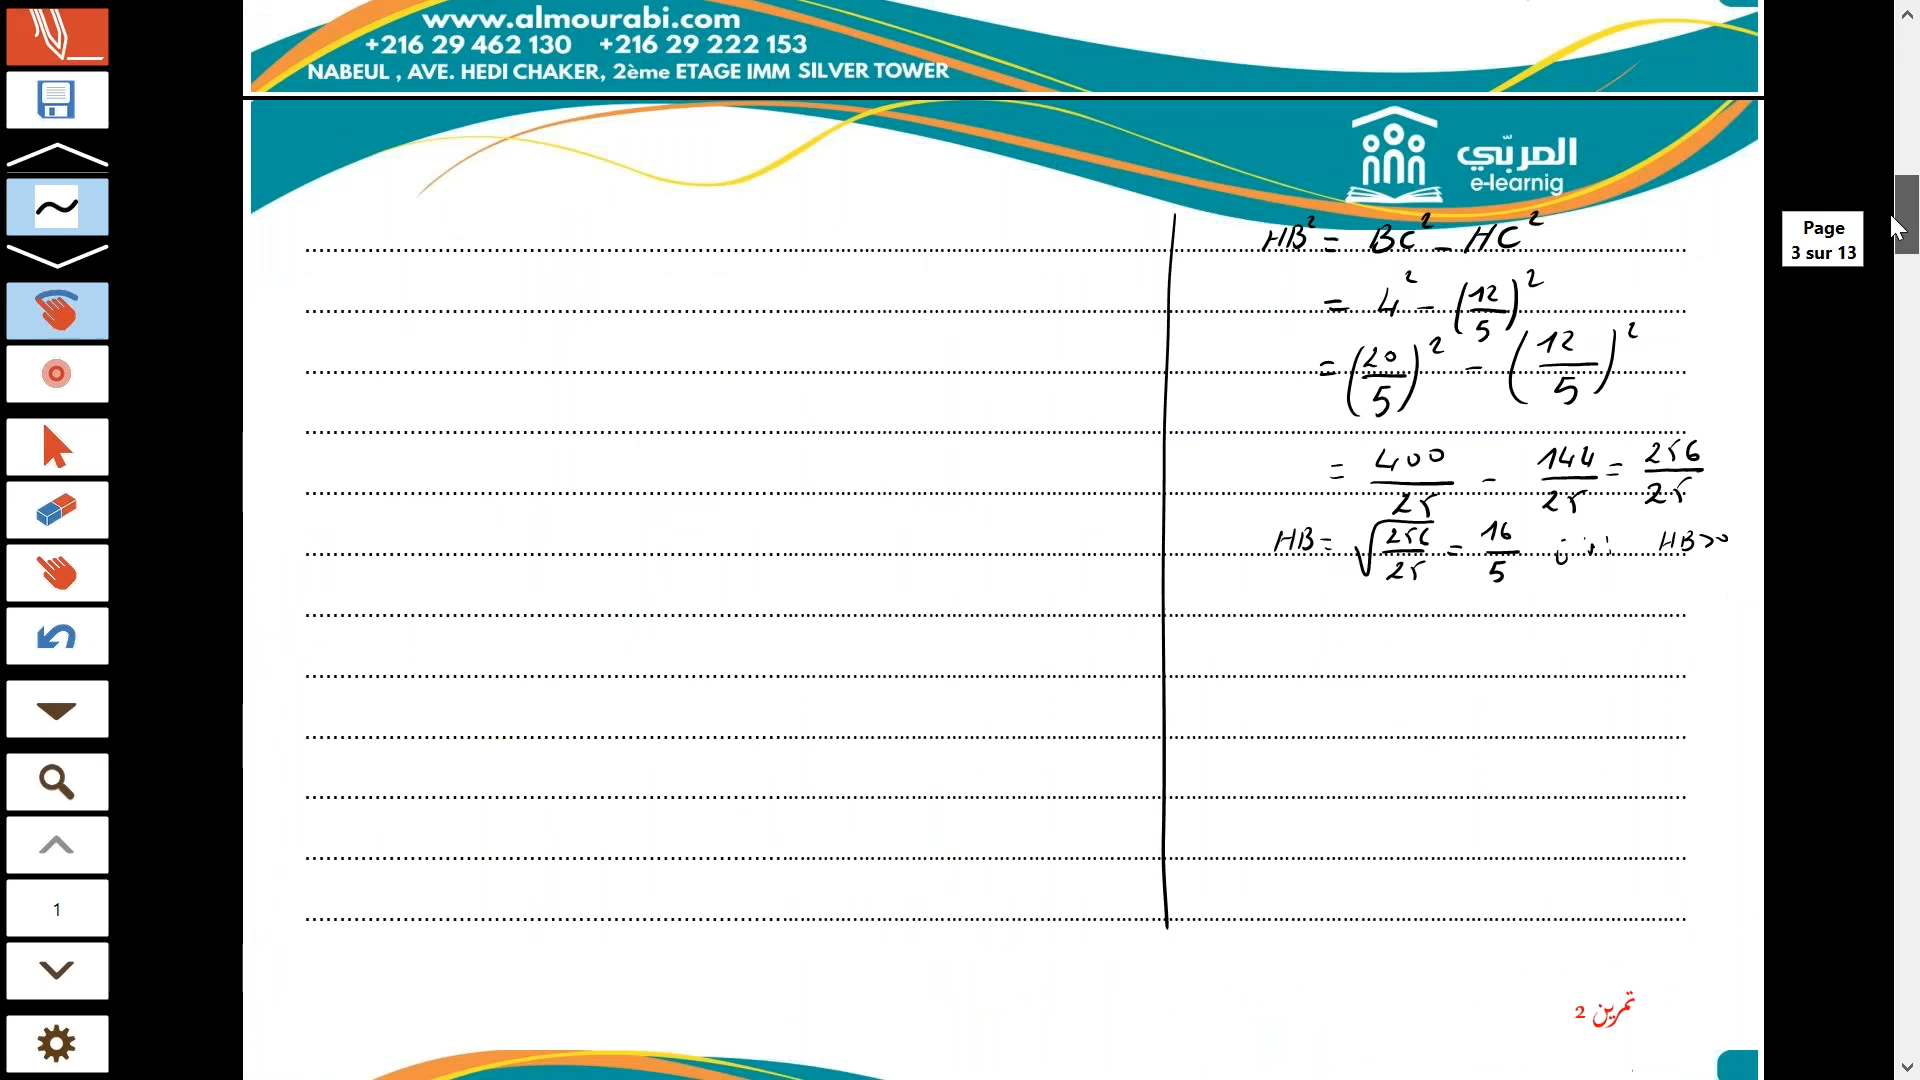 www.almourabi.com
+216 29 462 130 +216 29 222 153
NABEUL , AVE. HEDI CHAKER, 2ème ETAGE IMM SILVER TOWER
المربّي
e-learnig
Page
3 sur 13
HB² = BC² - HC²
= 4² - (12/5)²
= (20/5)² - (12/5)²
= 400/25 - 144/25 = 256/25
HB = √(256/25) = 16/5 لأن HB>0
1
تمرين 2